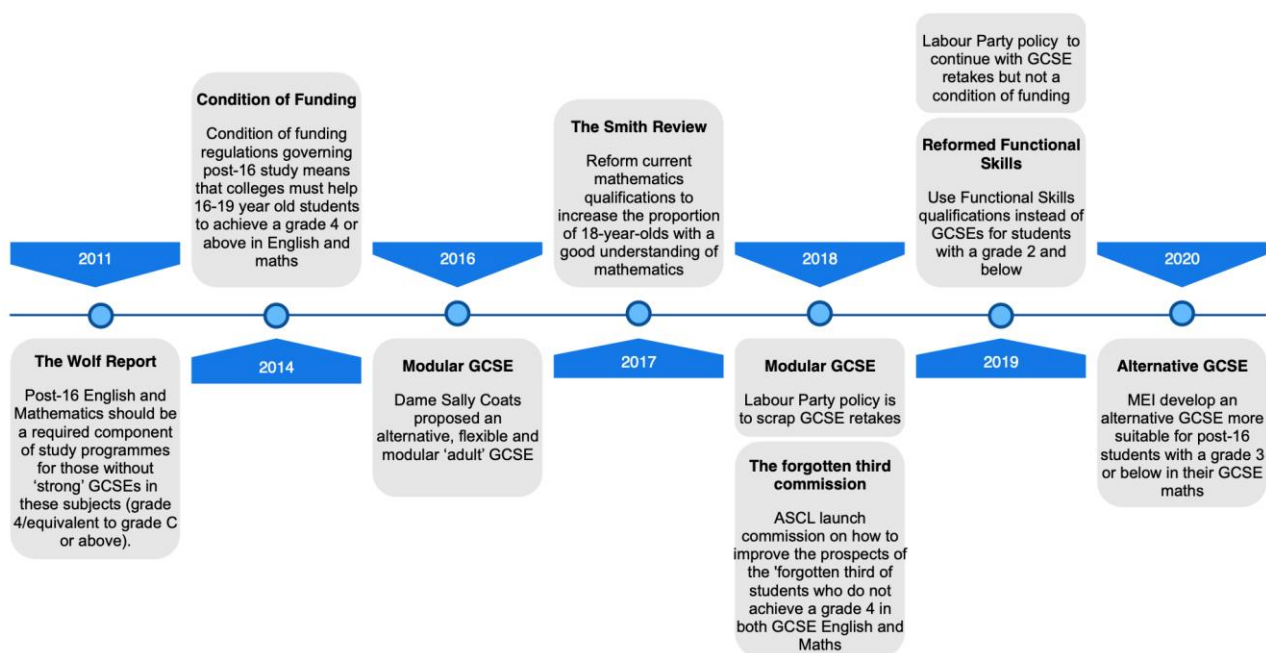 2011
The Wolf Report
Post-16 English and
Mathematics should be
a required component
of study programmes
for those without
‘strong’ GCSEs in
these subjects (grade
4/equivalent to grade C
or above).
Condition of Funding
Condition of funding
regulations governing
post-16 study means
that colleges must help
16-19 year old students
to achieve a grade 4 or
above in English and
maths
2014
2016
Modular GCSE
Dame Sally Coats
proposed an
alternative, flexible and
modular ‘adult’ GCSE
The Smith Review
Reform current
mathematics
qualifications to
increase the proportion
of 18-year-olds with a
good understanding of
mathematics
2017
2018
Modular GCSE
Labour Party policy is
to scrap GCSE retakes
The forgotten third
commission
ASCL launch
commission on how to
improve the prospects of
the 'forgotten third of
students who do not
achieve a grade 4 in
both GCSE English and
Maths
Labour Party policy to
continue with GCSE
retakes but not a
condition of funding
Reformed Functional
Skills
Use Functional Skills
qualifications instead of
GCSEs for students
with a grade 2 and
below
2019
2020
Alternative GCSE
MEI develop an
alternative GCSE more
suitable for post-16
students with a grade 3
or below in their GCSE
maths